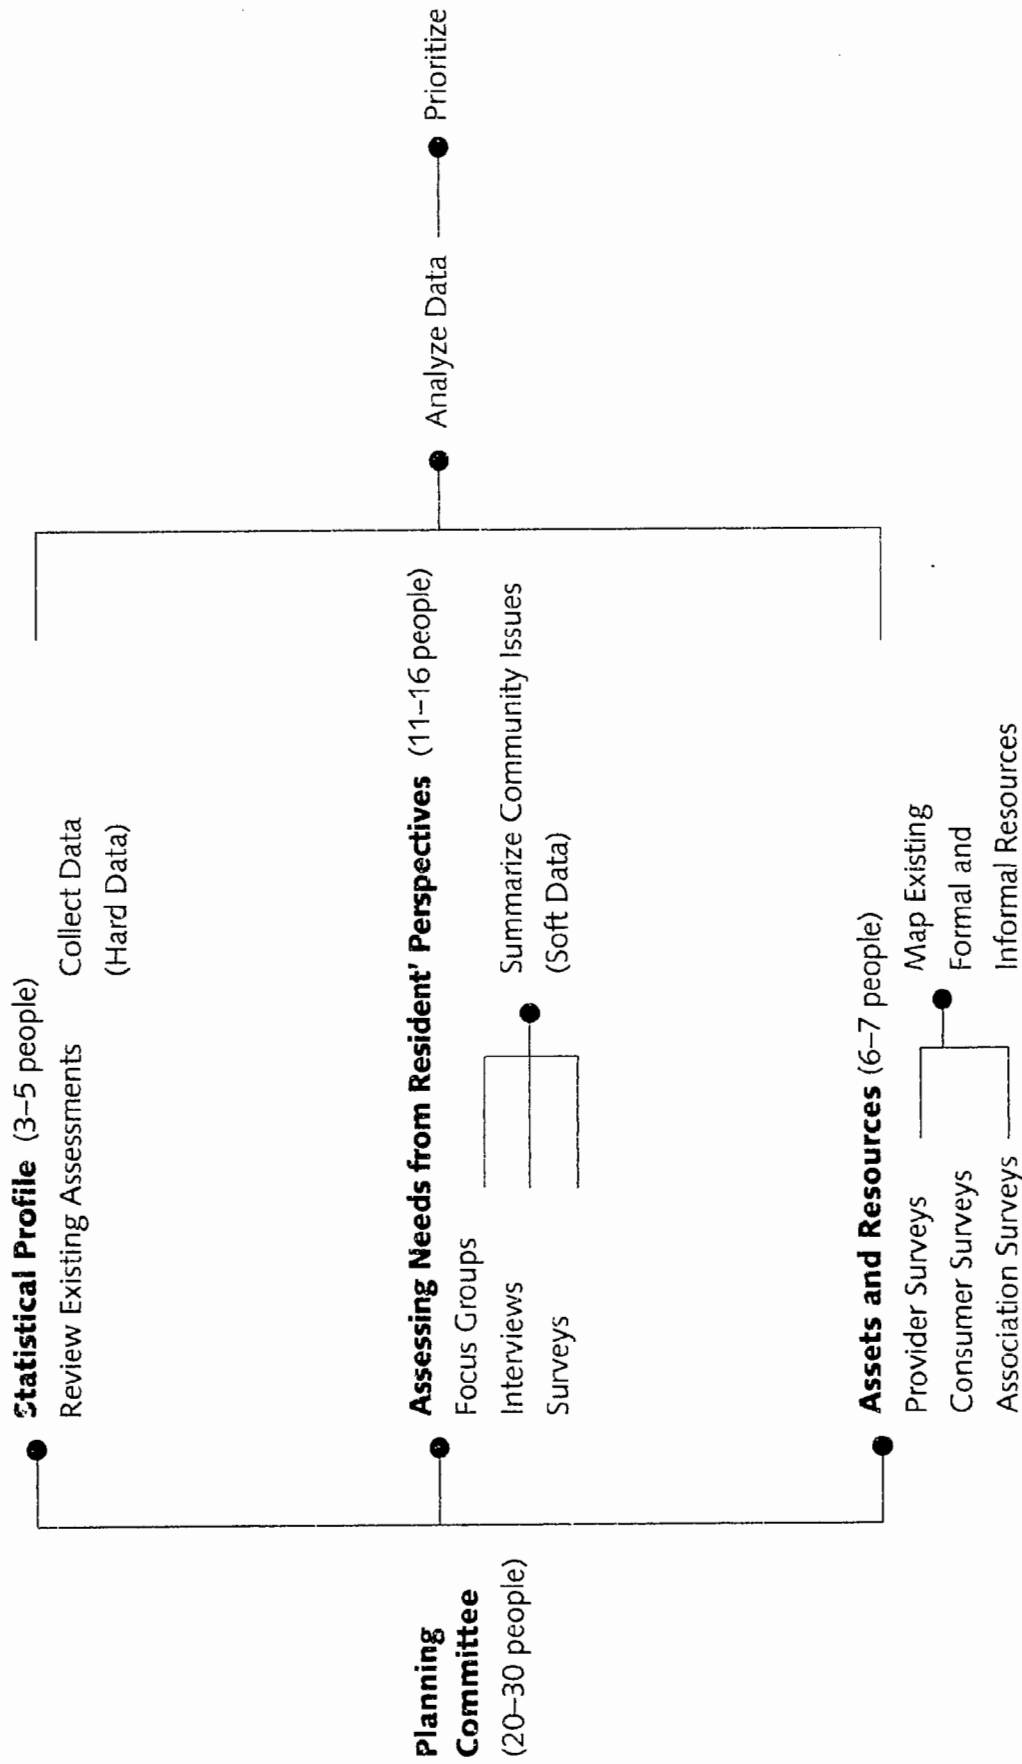 Planning
Committee
(20–30 people)
Statistical Profile (3–5 people)
Review Existing Assessments
Collect Data
(Hard Data)
Assessing Needs from Resident' Perspectives (11–16 people)
Focus Groups
Interviews
Surveys
Summarize Community Issues
(Soft Data)
Assets and Resources (6–7 people)
Provider Surveys
Consumer Surveys
Association Surveys
Map Existing
Formal and
Informal Resources
Analyze Data
Prioritize